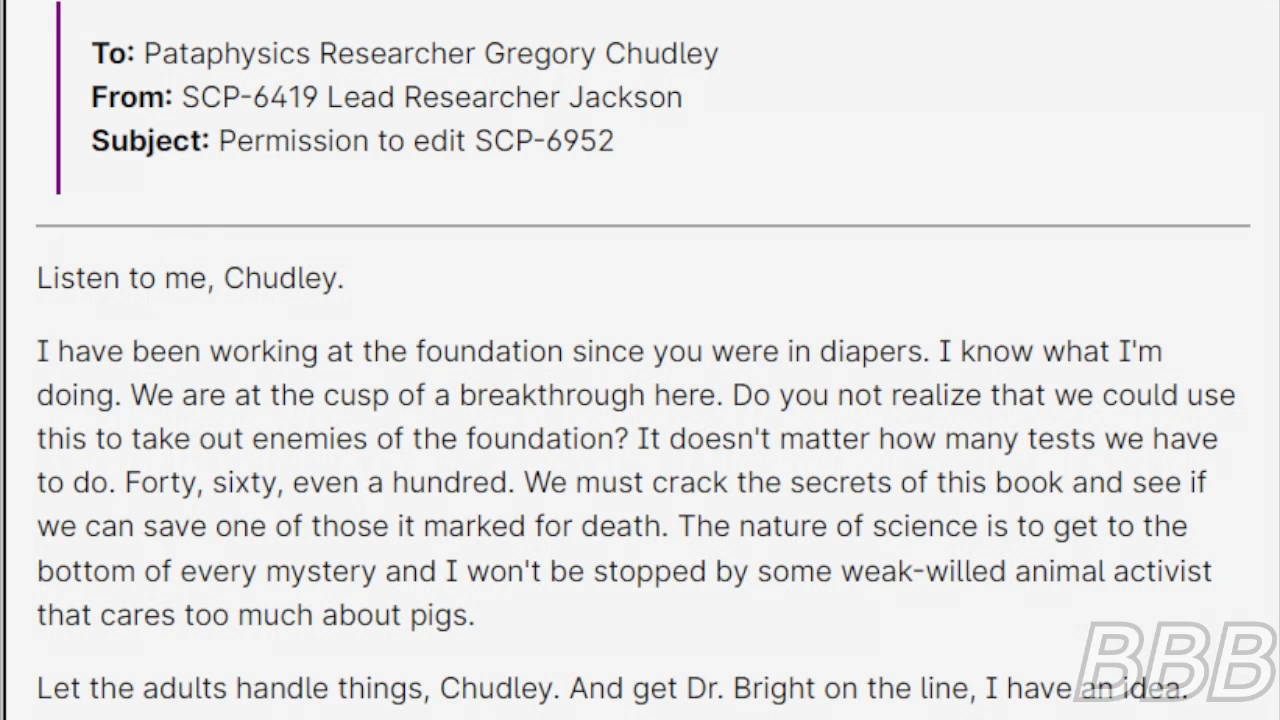 To: Pataphysics Researcher Gregory Chudley
From: SCP-6419 Lead Researcher Jackson
Subject: Permission to edit SCP-6952
Listen to me, Chudley.
I have been working at the foundation since you were in diapers. I know what I'm
doing. We are at the cusp of a breakthrough here. Do you not realize that we could use
this to take out enemies of the foundation? It doesn't matter how many tests we have
to do. Forty, sixty, even a hundred. We must crack the secrets of this book and see if
we can save one of those it marked for death. The nature of science is to get to the
bottom of every mystery and I won't be stopped by some weak-willed animal activist
that cares too much about pigs.
Let the adults handle things, Chudley. And get Dr. Bright on the line, I have an idea.
BBB